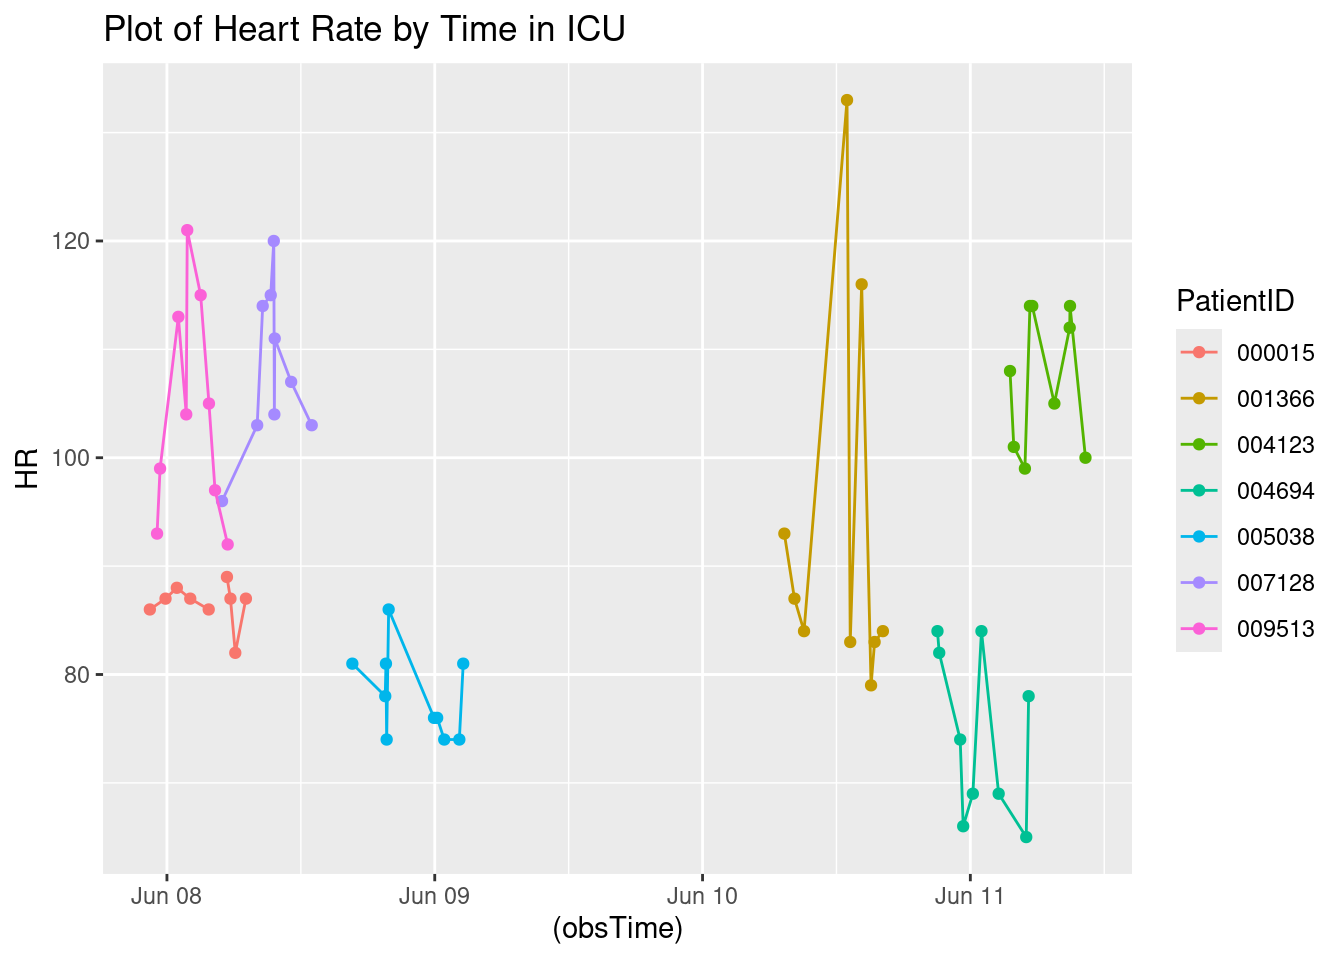 Plot of Heart Rate by Time in ICU
HR
120
100
80
Jun 08
Jun 09
Jun 10
Jun 11
(obsTime)
PatientID
000015
001366
004123
004694
005038
007128
009513